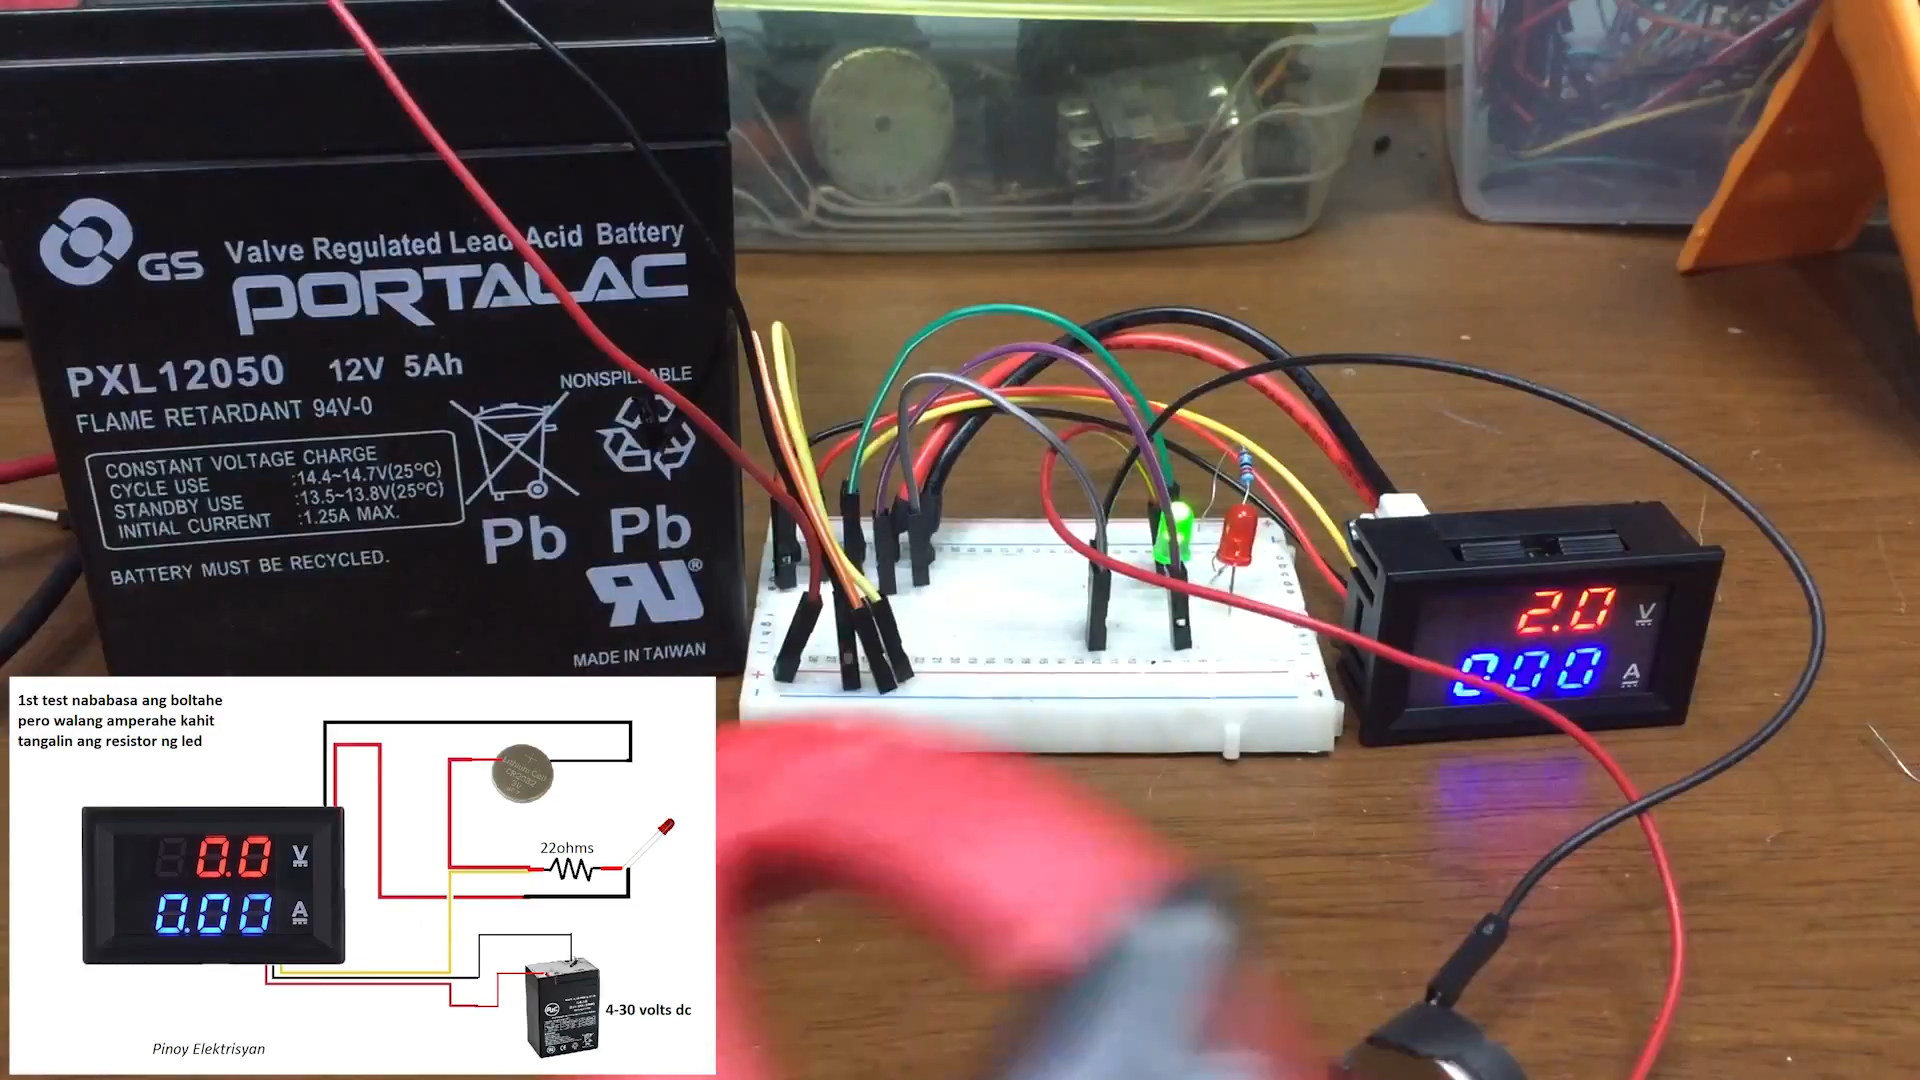 GS
Valve Regulated Lead Acid Battery
PORTALAC
PXL12050 12V 5Ah
FLAME RETARDANT 94V-0
NONSPILLABLE
CONSTANT VOLTAGE CHARGE
CYCLE USE :14.4~14.7V(25°C)
STANDBY USE :13.5~13.8V(25°C)
INITIAL CURRENT :1.25A MAX.
Pb Pb
BATTERY MUST BE RECYCLED.
MADE IN TAIWAN
2.0 V
0.00 A
1st test nababasa ang boltahe
pero walang amperahe kahit
tangalin ang resistor ng led
Lithium Cell
CR2032
22ohms
0.0 V
0.00 A
4-30 volts dc
Pinoy Elektrisyan